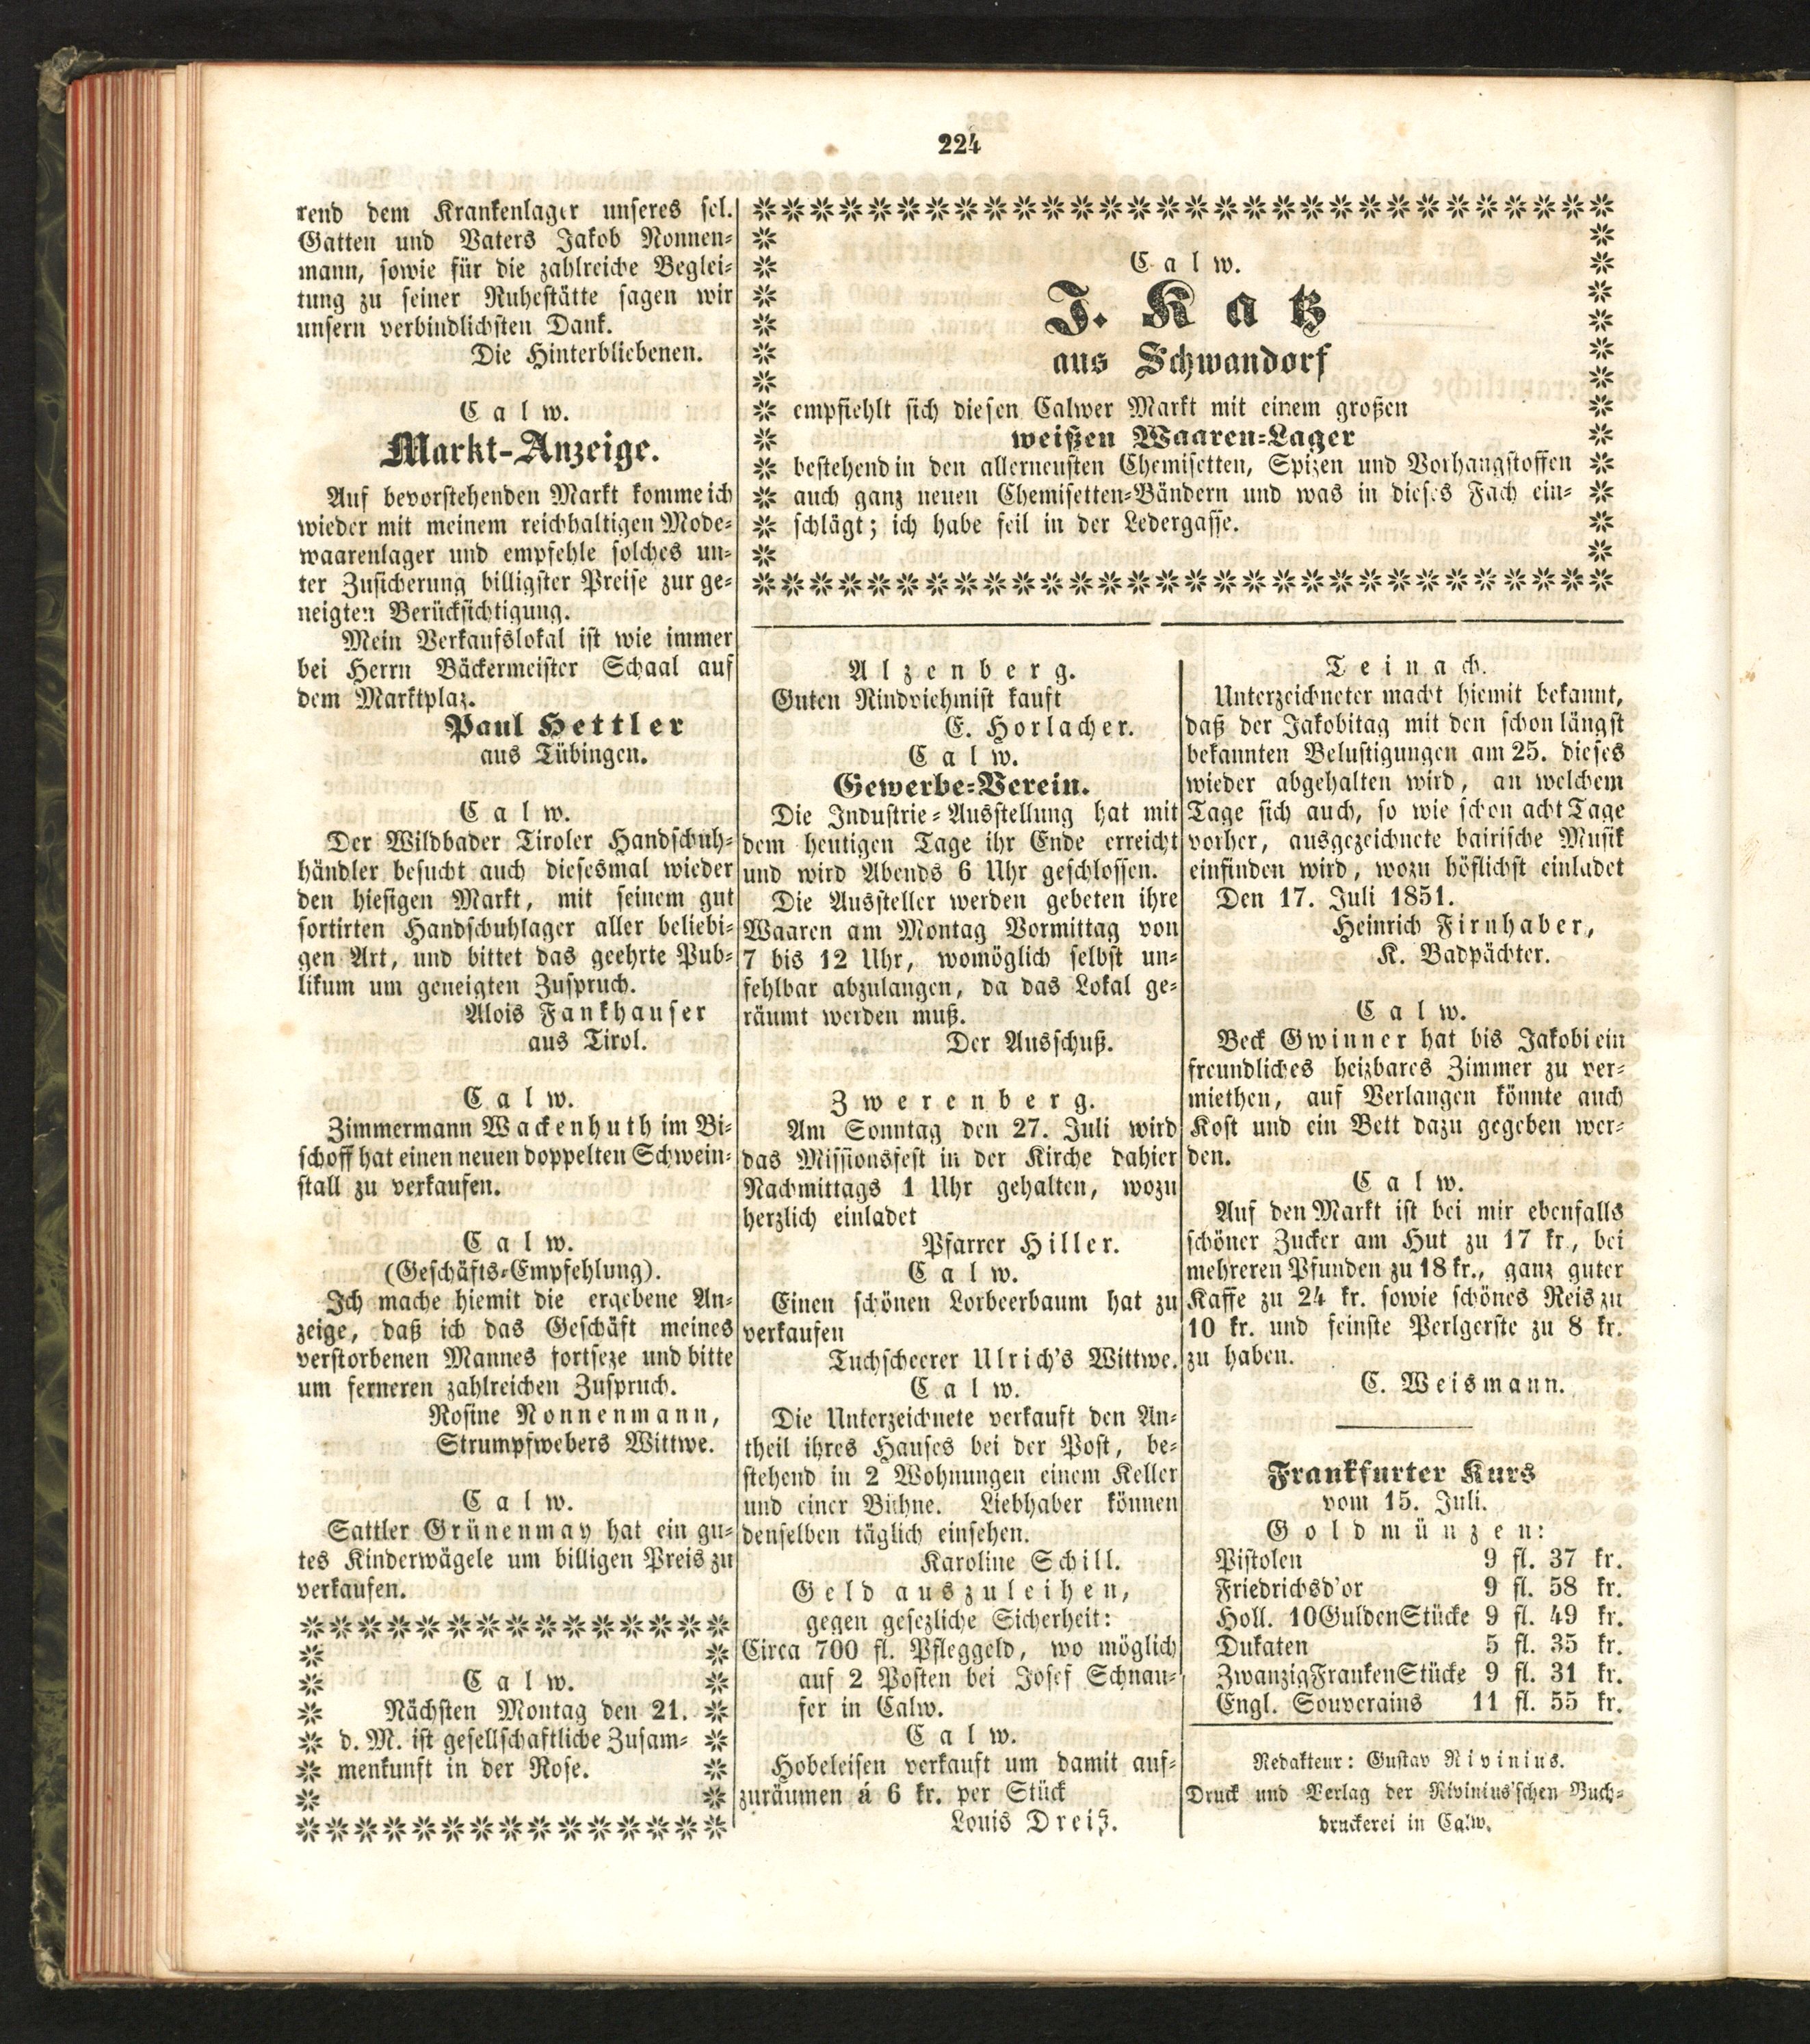 224
rend dem Krankenlager unseres sel.
Gatten und Vaters Jakob Nonnen-
mann, sowie für die zahlreiche Beglei-
tung zu seiner Ruhestätte sagen wir
unsern verbindlichsten Dank.
Die Hinterbliebenen.
Calw.
Markt-Anzeige.
Auf bevorstehenden Markt komme ich
wieder mit meinem reichhaltigen Mode-
waarenlager und empfehle solches un-
ter Zusicherung billigster Preise zur ge-
neigten Berücksichtigung.
Mein Verkaufslokal ist wie immer
bei Herrn Bäckermeister Schaal auf
dem Marktplaz.
Paul Hettler
aus Tübingen.
Calw.
Der Wildbader Tiroler Handschuh-
händler besucht auch diesesmal wieder
den hiesigen Markt, mit seinem gut
sortirten Handschuhlager aller beliebi-
gen Art, und bittet das geehrte Pub-
likum um geneigten Zuspruch.
Alois Fankhauser
aus Tirol.
Calw.
Zimmermann Wackenhuth im Bi-
schoff hat einen neuen doppelten Schwein-
stall zu verkaufen.
Calw.
(Geschäfts-Empfehlung).
Ich mache hiemit die ergebene An-
zeige, daß ich das Geschäft meines
verstorbenen Mannes fortseze und bitte
um ferneren zahlreichen Zuspruch.
Rosine Nonnenmann,
Strumpfwebers Wittwe.
Calw.
Sattler Grünenmay hat ein gu-
tes Kinderwägele um billigen Preis zu
verkaufen.
Calw.
Nächsten Montag den 21.
d. M. ist gesellschaftliche Zusam-
menkunft in der Rose.
Calw.
J. Katz
aus Schwandorf
empfiehlt sich diesen Calwer Markt mit einem großen
weißen Waaren-Lager
bestehend in den allerneusten Chemisetten, Spizen und Vorhangstoffen
auch ganz neuen Chemisetten-Bändern und was in dieses Fach ein-
schlägt; ich habe feil in der Ledergasse.
Alzenberg.
Guten Rindviehmist kauft
E. Horlacher.
Calw.
Gewerbe-Verein.
Die Industrie-Ausstellung hat mit
dem heutigen Tage ihr Ende erreicht
und wird Abends 6 Uhr geschlossen.
Die Aussteller werden gebeten ihre
Waaren am Montag Vormittag von
7 bis 12 Uhr, womöglich selbst un-
fehlbar abzulangen, da das Lokal ge-
räumt werden muß.
Der Ausschuß.
Zwerenberg.
Am Sonntag den 27. Juli wird
das Missionsfest in der Kirche dahier
Nachmittags 1 Uhr gehalten, wozu
herzlich einladet
Pfarrer Hiller.
Calw.
Einen schönen Lorbeerbaum hat zu
verkaufen
Tuchscheerer Ulrich's Wittwe.
Calw.
Die Unterzeichnete verkauft den An-
theil ihres Hauses bei der Post, be-
stehend in 2 Wohnungen einem Keller
und einer Bühne. Liebhaber können
denselben täglich einsehen.
Karoline Schill.
Geld auszuleihen,
gegen gesezliche Sicherheit:
Circa 700 fl. Pfleggeld, wo möglich
auf 2 Posten bei Josef Schnau-
fer in Calw.
Calw.
Hobeleisen verkauft um damit auf-
zuräumen á 6 kr. per Stück
Louis Dreiß.
Teinach.
Unterzeichneter macht hiemit bekannt,
daß der Jakobitag mit den schon längst
bekannten Belustigungen am 25. dieses
wieder abgehalten wird, an welchem
Tage sich auch, so wie schon acht Tage
vorher, ausgezeichnete bairische Musik
einfinden wird, wozu höflichst einladet
Den 17. Juli 1851.
Heinrich Firnhaber,
K. Badpächter.
Calw.
Beck Gwinner hat bis Jakobi ein
freundliches heizbares Zimmer zu ver-
miethen, auf Verlangen könnte auch
Kost und ein Bett dazu gegeben wer-
den.
Calw.
Auf den Markt ist bei mir ebenfalls
schöner Zucker am Hut zu 17 kr., bei
mehreren Pfunden zu 18 kr., ganz guter
Kaffe zu 24 kr. sowie schönes Reis zu
10 kr. und feinste Perlgerste zu 8 kr.
zu haben.
C. Weismann.
Frankfurter Kurs
vom 15. Juli.
Goldmünzen:
Pistolen 9 fl. 37 kr.
Friedrichsd'or 9 fl. 58 kr.
Holl. 10 Gulden Stücke 9 fl. 49 kr.
Dukaten 5 fl. 35 kr.
Zwanzig Franken Stücke 9 fl. 31 kr.
Engl. Souverains 11 fl. 55 kr.
Redakteur: Gustav Rivinius.
Druck und Verlag der Rivinius'schen Buch-
druckerei in Calw.